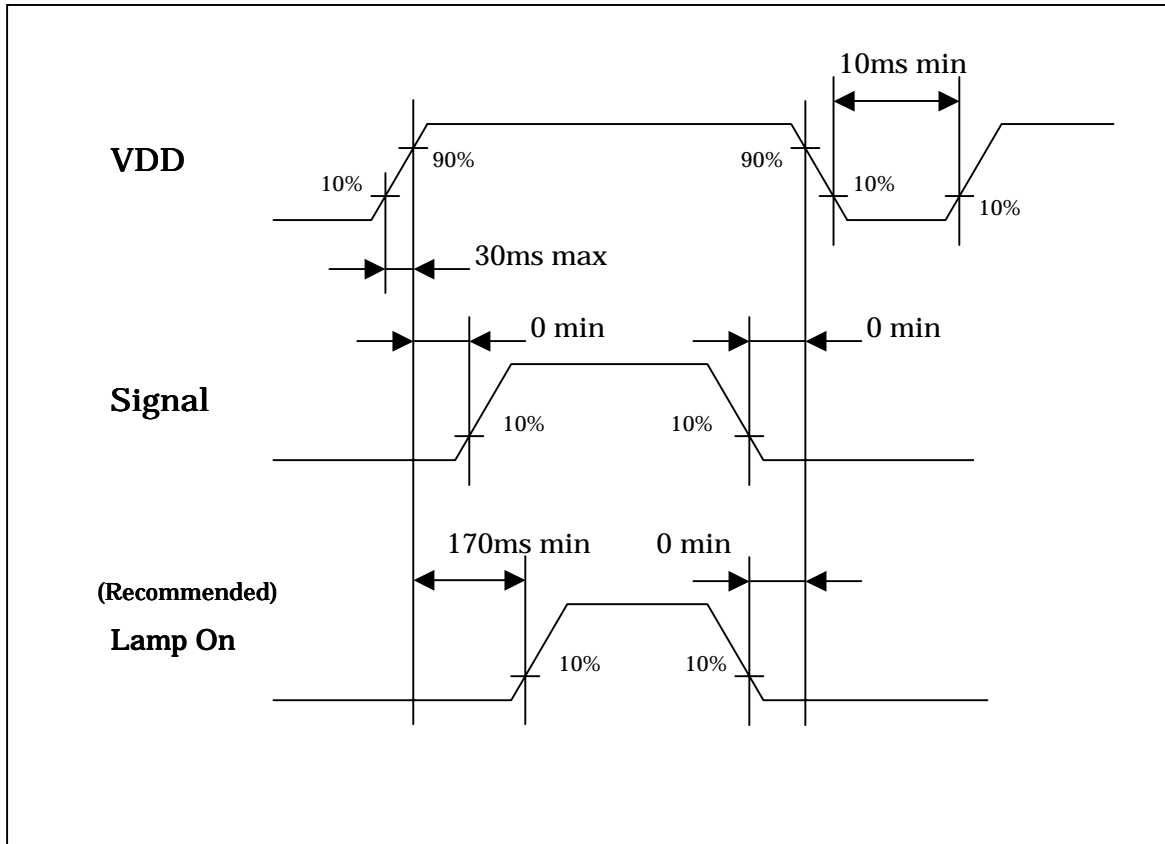 10ms min
VDD
90%
90%
10%
10%
10%
30ms max
0 min
0 min
Signal
10%
10%
170ms min
0 min
(Recommended)
Lamp On
10%
10%